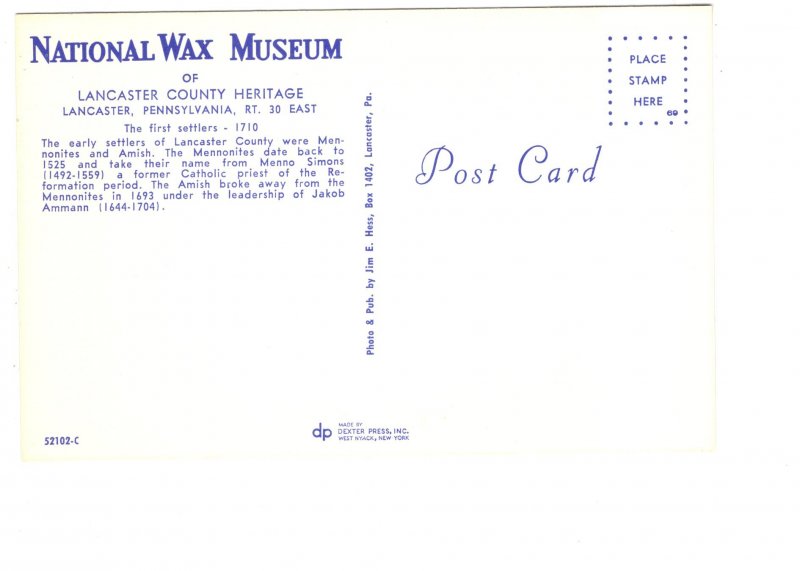 NATIONAL WAX MUSEUM
OF
LANCASTER COUNTY HERITAGE
LANCASTER, PENNSYLVANIA, RT. 30 EAST
The first settlers - 1710
The early settlers of Lancaster County were Men-
nonites and Amish. The Mennonites date back to
1525 and take their name from Menno Simons
(1492-1559) a former Catholic priest of the Re-
formation period. The Amish broke away from the
Mennonites in 1693 under the leadership of Jakob
Ammann (1644-1704).
52102-C
Photo & Pub. by Jim E. Hess, Box 1402, Lancaster, Pa.
dp
MADE BY
DEXTER PRESS, INC.
WEST NYACK, NEW YORK
Post Card
PLACE
STAMP
HERE
69